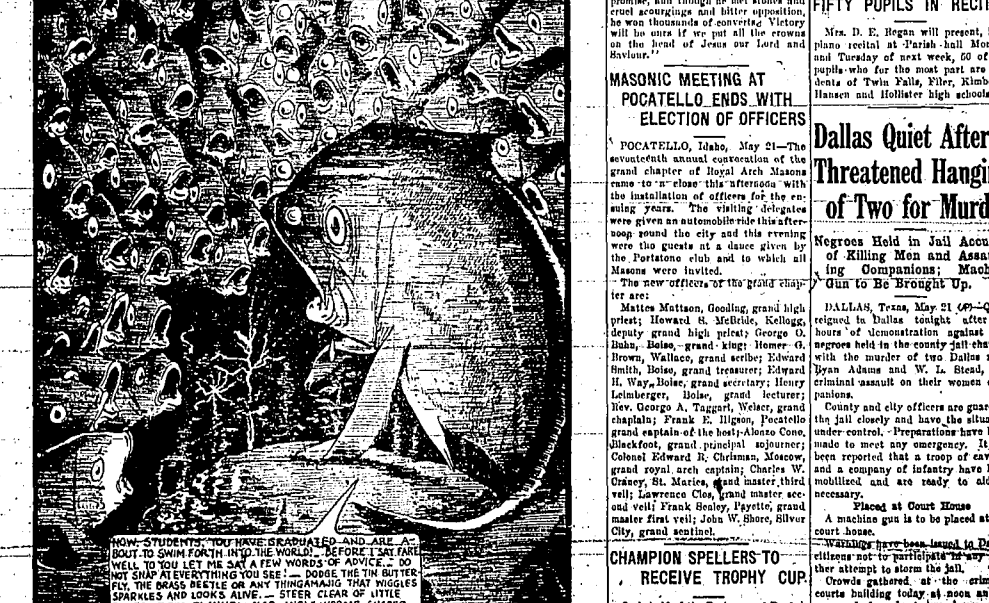 NOW, STUDENTS, YOU HAVE GRADUATED AND ARE A-
BOUT TO SWIM FORTH INTO THE WORLD! — BEFORE I SAY FARE
WELL TO YOU LET ME SAY A FEW WORDS OF ADVICE — DO
NOT SNAP AT EVERYTHING YOU SEE! — DODGE THE TIN BUTTER-
FLY, THE BRASS BEETLE OR ANY THINGAMAJIG THAT WIGGLES
SPARKLES AND LOOKS ALIVE. — STEER CLEAR OF LITTLE
cruel scourgings and bitter opposition,
he won thousands of converts. Victory
will be ours if we put all the crowns
on the head of Jesus our Lord and
Saviour."
MASONIC MEETING AT
POCATELLO ENDS WITH
ELECTION OF OFFICERS
POCATELLO, Idaho, May 21—The
seventeenth annual convocation of the
grand chapter of Royal Arch Masons
came to a close this afternoon with
the installation of officers for the en-
suing years. The visiting delegates
were given an automobile ride this after-
noon round the city and this evening
were the guests at a dance given by
the Portatono club and to which all
Masons were invited.
The new officers of the grand chap-
ter are:
Mattes Mattson, Gooding, grand high
priest; Howard S. McBride, Kellogg,
deputy grand high priest; George O.
Buhn, Boise, grand king; Homer G.
Brown, Wallace, grand scribe; Edward
Smith, Boise, grand treasurer; Edward
H. Way, Boise, grand secretary; Henry
Leimberger, Boise, grand lecturer;
Rev. George A. Taggart, Weiser, grand
chaplain; Frank E. Iligson, Pocatello
grand captain of the host; Alonzo Cone,
Blackfoot, grand principal sojourner;
Colonel Edward R. Chrisman, Moscow,
grand royal arch captain; Charles W.
Craney, St. Maries, grand master third
veil; Lawrence Clos, grand master sec-
ond veil; Frank Senley, Payette, grand
master first veil; John W. Shore, Silver
City, grand sentinel.
CHAMPION SPELLERS TO
RECEIVE TROPHY CUP
FIFTY PUPILS IN RECIT
Mrs. D. E. Hogan will present,
piano recital at Parish hall Mon
and Tuesday of next week, 50 of
pupils who for the most part are
dents of Twin Falls, Filer, Kimb
Hansen and Hollister high schools
Dallas Quiet After
Threatened Hangi
of Two for Murd
Negroes Held in Jail Accu
of Killing Men and Assa
ing Companions; Mach
Gun to Be Brought Up.
DALLAS, Texas, May 21
reigned in Dallas tonight after
hours of demonstration against
negroes held in the county jail cha
with the murder of two Dallas
Ryan Adams and W. L. Stead,
criminal assault on their women
panions.
County and city officers are guar
the jail closely and have the situa
under control. Preparations have
made to meet any emergency. It
been reported that a troop of cav
and a company of infantry have
mobilized and are ready to aid
necessary.
Placed at Court House
A machine gun is to be placed at
court house.
Warnings have been issued to Da
citizens not to participate in any
ther attempt to storm the jail.
Crowds gathered at the crim
courts building today at noon an